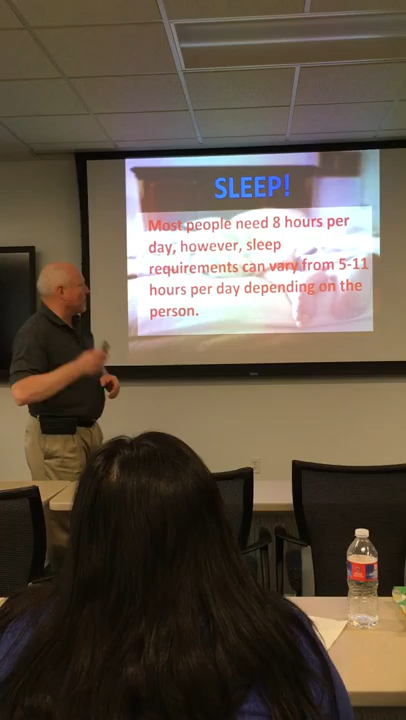 SLEEP!
Most people need 8 hours per
day, however, sleep
requirements can vary from 5-11
hours per day depending on the
person.